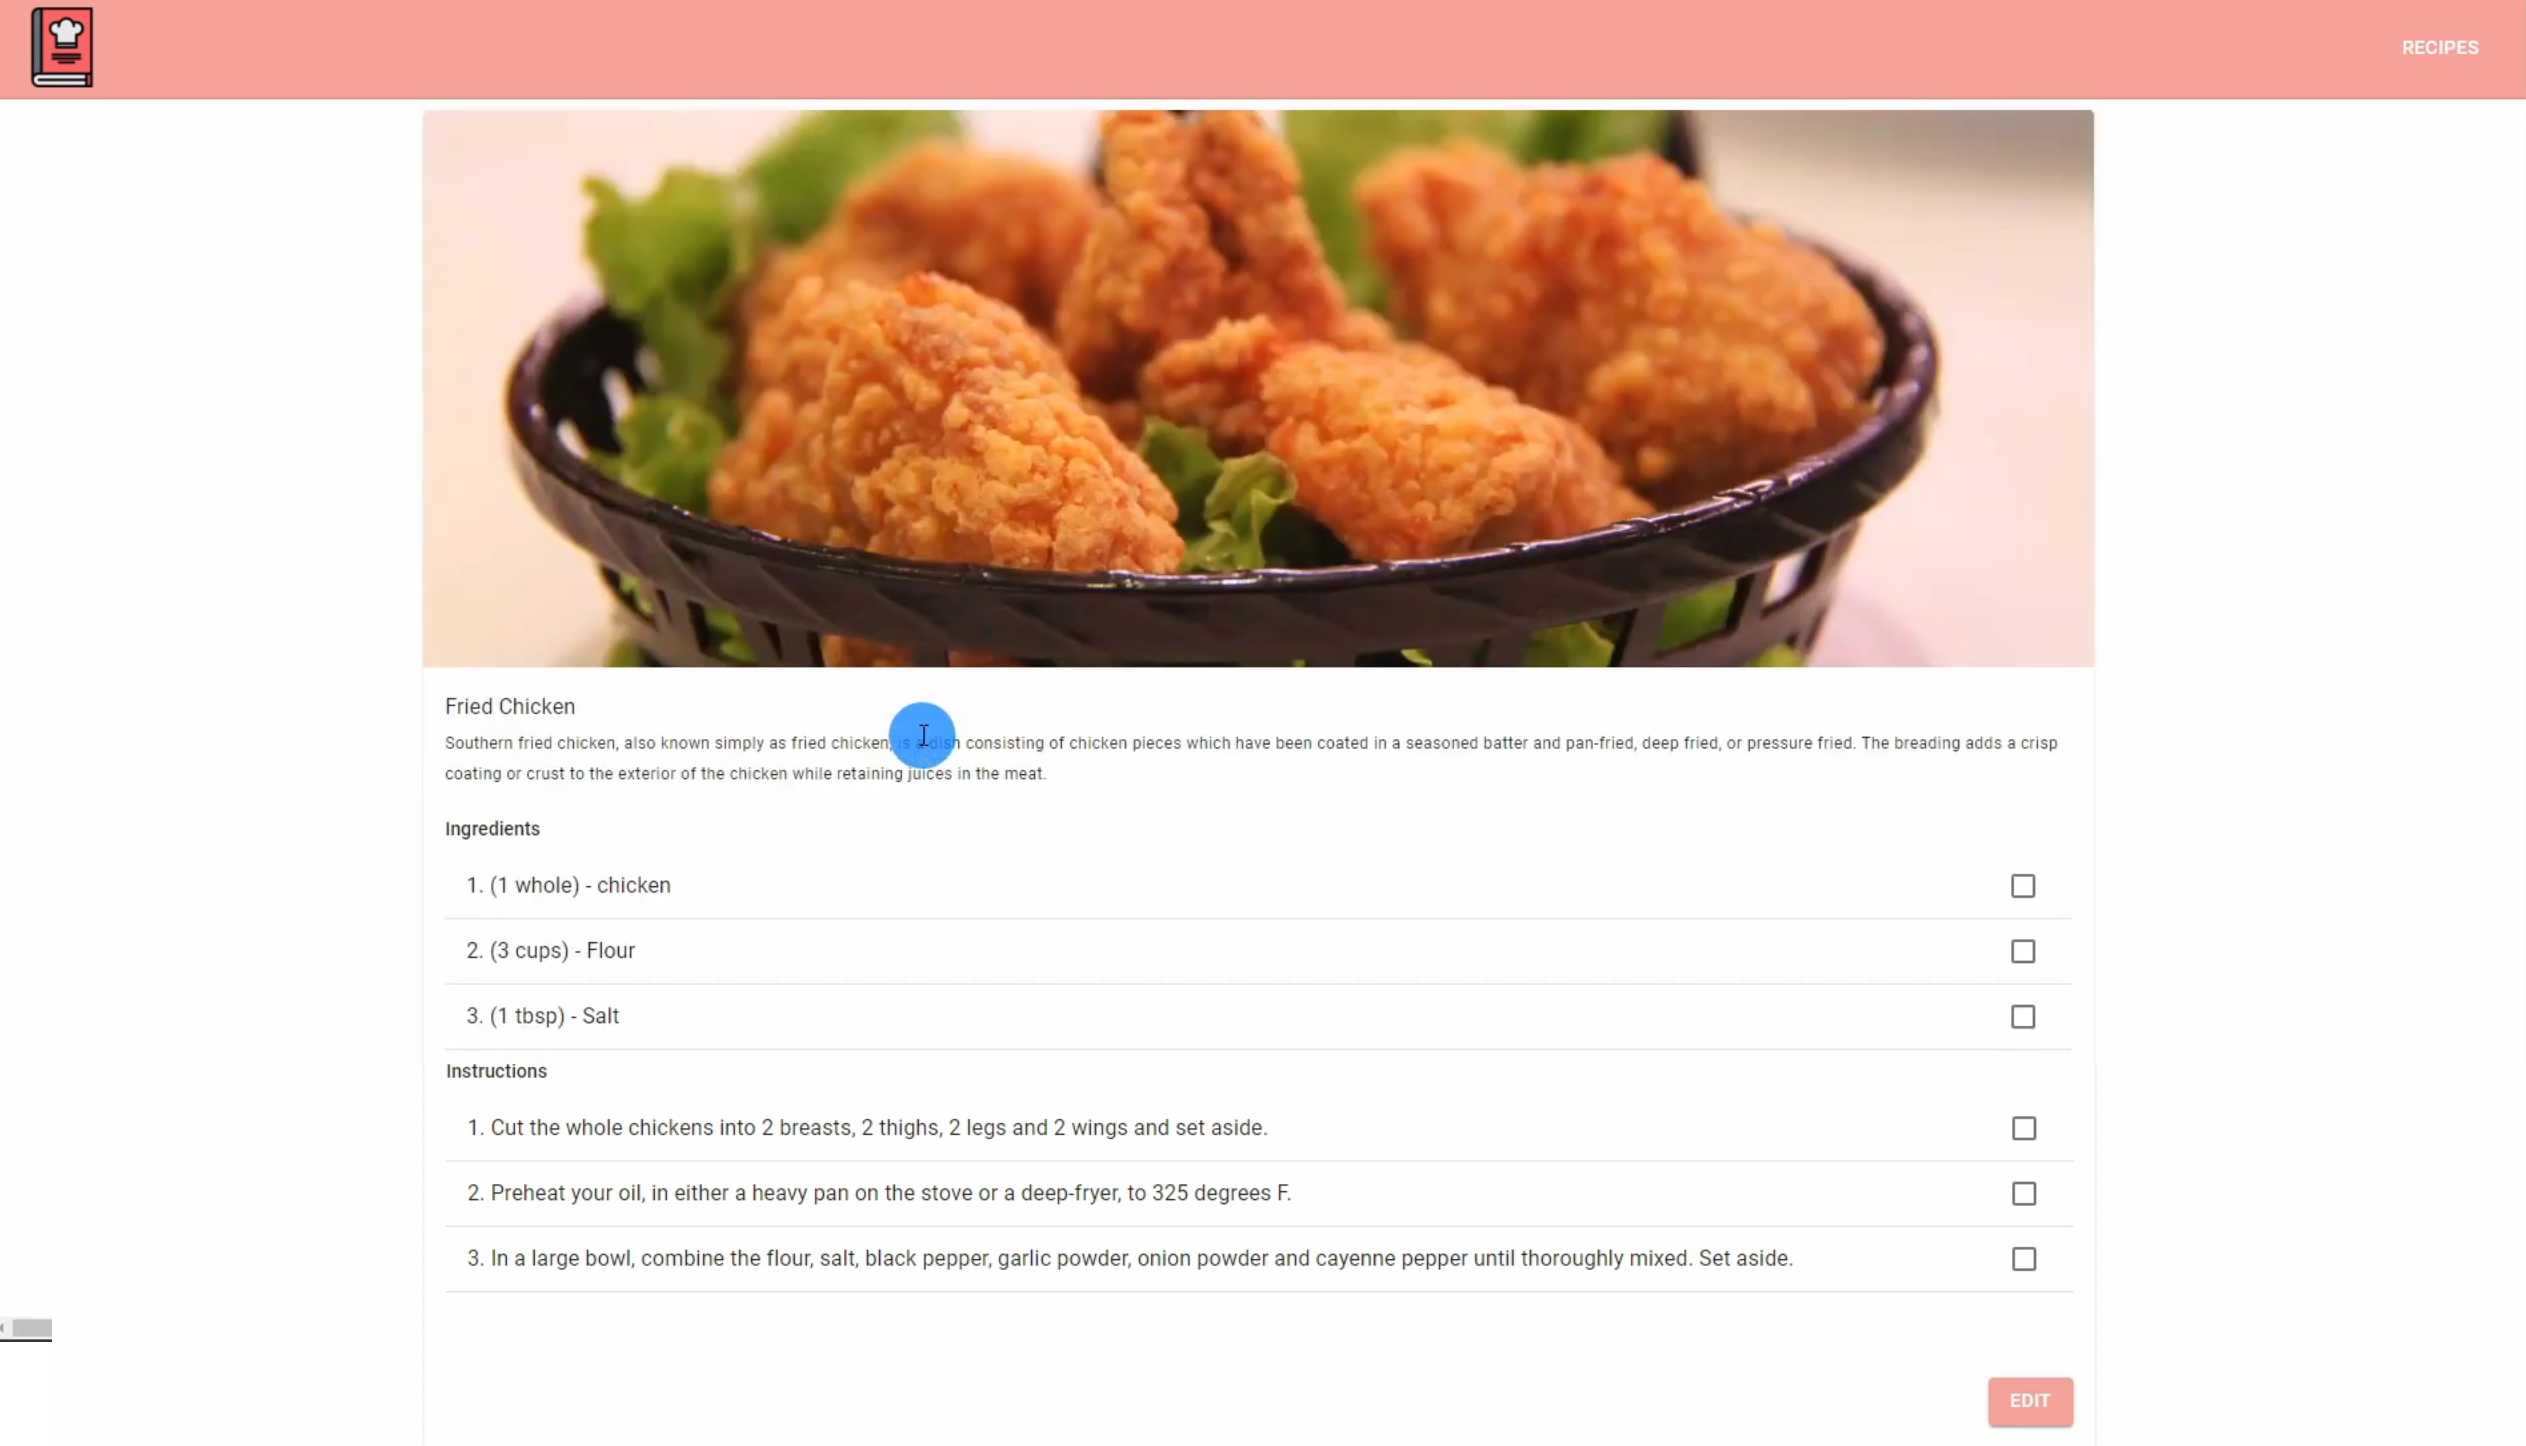 RECIPES
Fried Chicken
Southern fried chicken, also known simply as fried chicken, is a dish consisting of chicken pieces which have been coated in a seasoned batter and pan-fried, deep fried, or pressure fried. The breading adds a crisp
coating or crust to the exterior of the chicken while retaining juices in the meat.
Ingredients
1. (1 whole) - chicken
2. (3 cups) - Flour
3. (1 tbsp) - Salt
Instructions
1. Cut the whole chickens into 2 breasts, 2 thighs, 2 legs and 2 wings and set aside.
2. Preheat your oil, in either a heavy pan on the stove or a deep-fryer, to 325 degrees F.
3. In a large bowl, combine the flour, salt, black pepper, garlic powder, onion powder and cayenne pepper until thoroughly mixed. Set aside.
EDIT